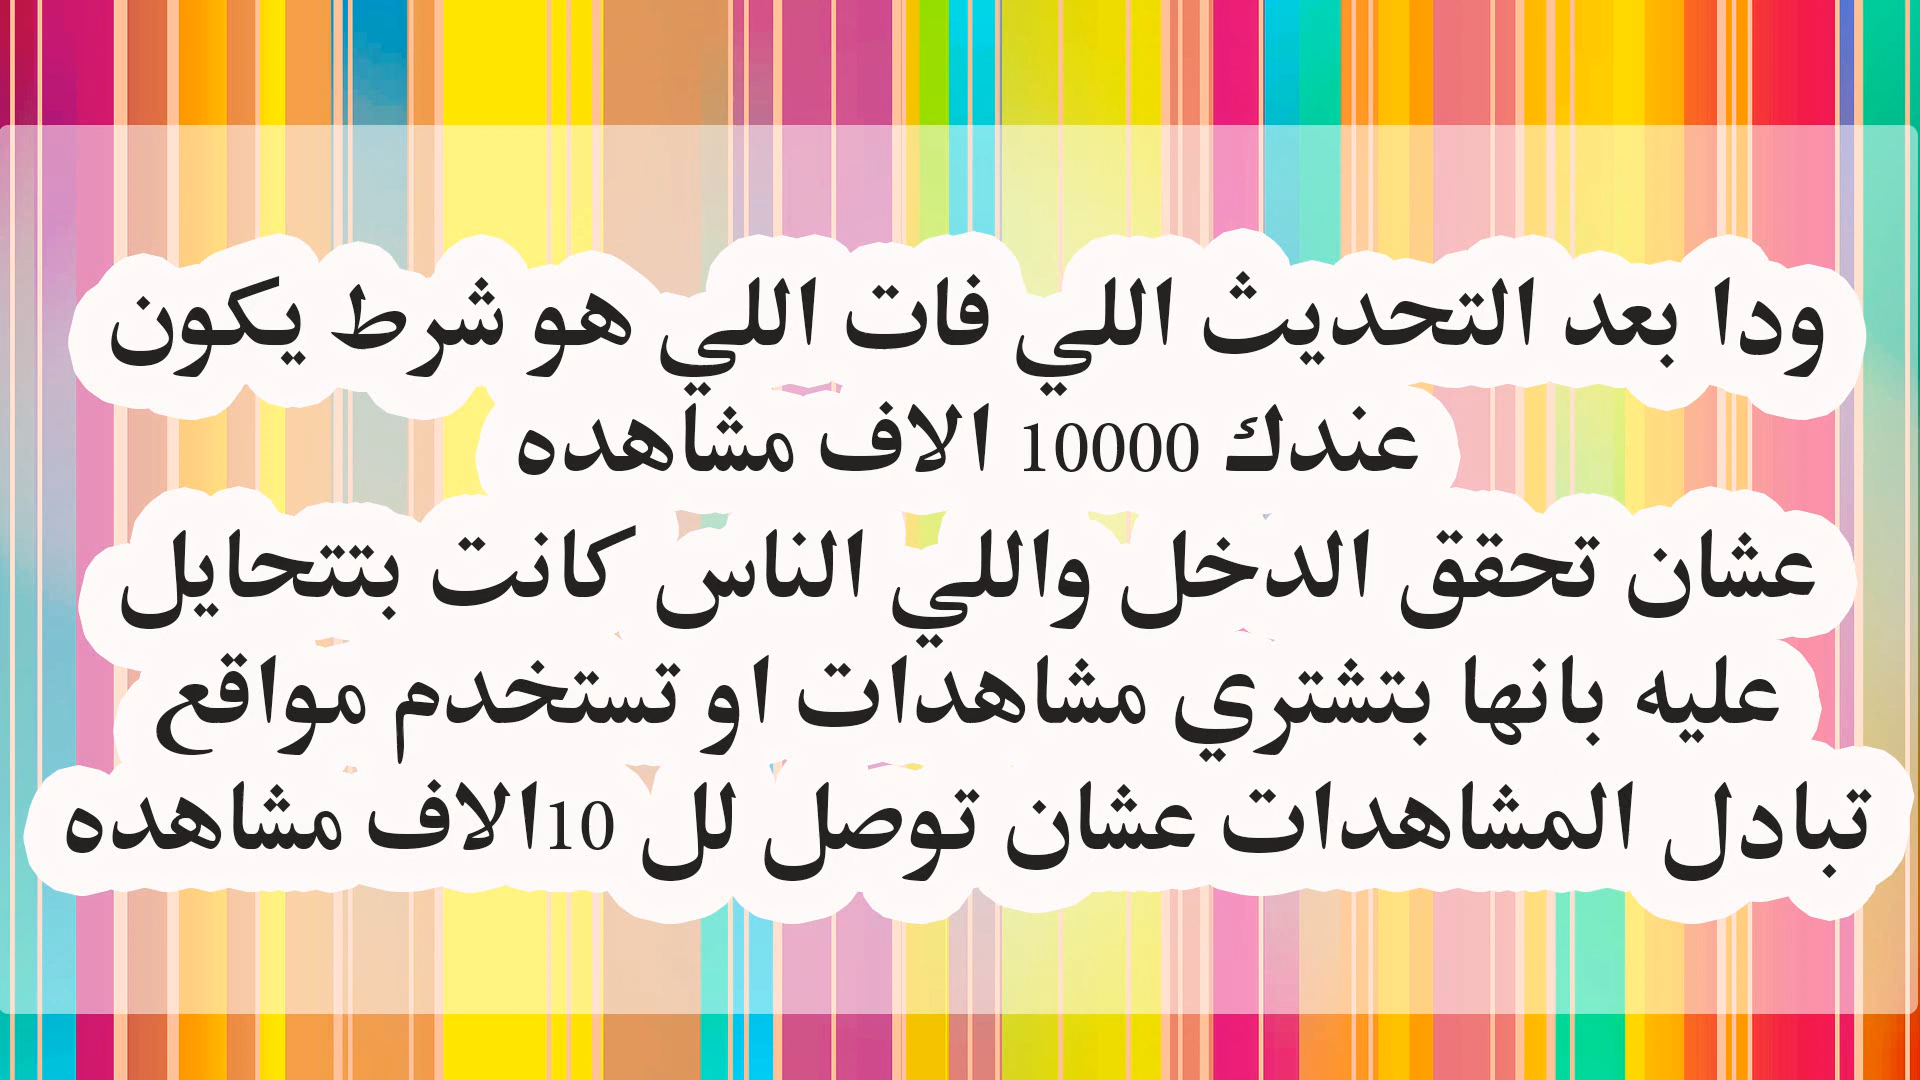 ودا بعد التحديث اللي فات اللي هو شرط يكون
عندك 10000 الاف مشاهده
عشان تحقق الدخل واللي الناس كانت بتتحايل
عليه بانها بتشتري مشاهدات او تستخدم مواقع
تبادل المشاهدات عشان توصل لل 10الاف مشاهده